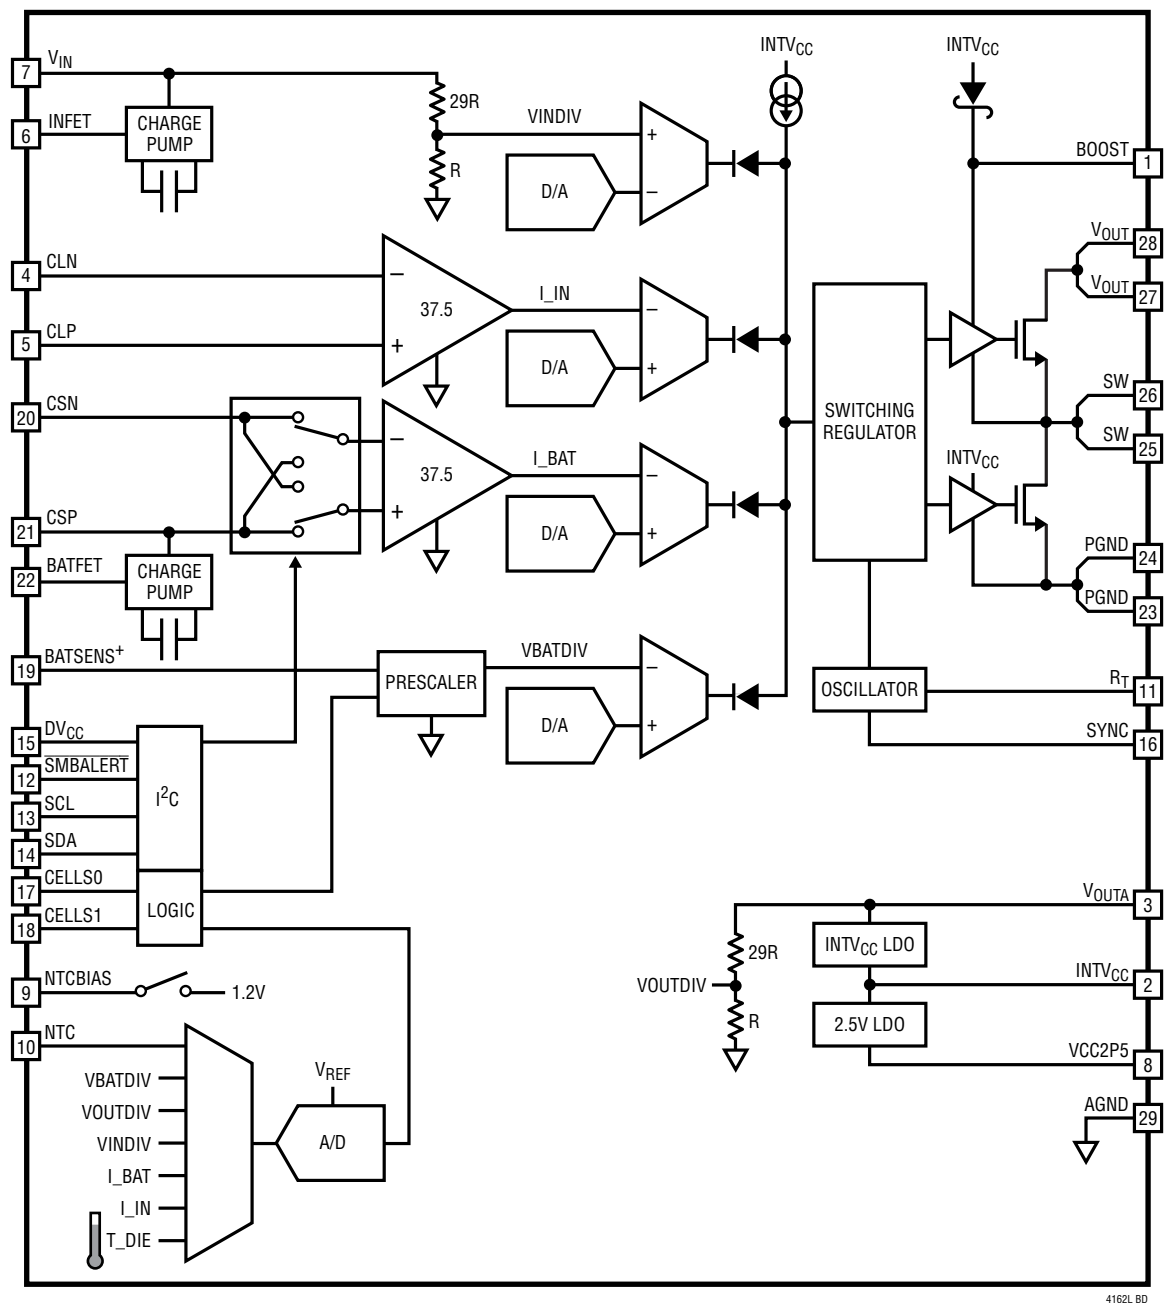 INTVCC
INTVCC
7
VIN
6
INFET
CHARGE
PUMP
29R
R
VINDIV
+
−
D/A
BOOST
1
VOUT
28
VOUT
27
4
CLN
5
CLP
−
37.5
+
I_IN
−
D/A
+
SWITCHING
REGULATOR
SW
26
SW
25
INTVCC
20
CSN
21
CSP
−
37.5
+
I_BAT
−
D/A
+
22
BATFET
CHARGE
PUMP
PGND
24
PGND
23
19
BATSENS+
PRESCALER
VBATDIV
−
D/A
+
OSCILLATOR
RT
11
SYNC
16
15
DVCC
12
SMBALERT
13
SCL
14
SDA
I2C
17
CELLS0
18
CELLS1
LOGIC
VOUTA
3
29R
INTVCC LDO
VOUTDIV
R
INTVCC
2
2.5V LDO
VCC2P5
8
AGND
29
9
NTCBIAS
1.2V
10
NTC
VBATDIV
VOUTDIV
VINDIV
I_BAT
I_IN
T_DIE
VREF
A/D
4162L BD